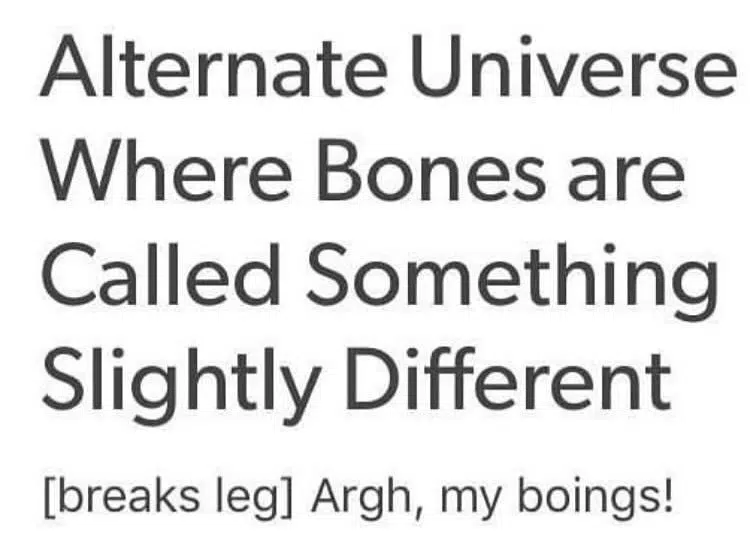 Alternate Universe
Where Bones are
Called Something
Slightly Different
[breaks leg] Argh, my boings!